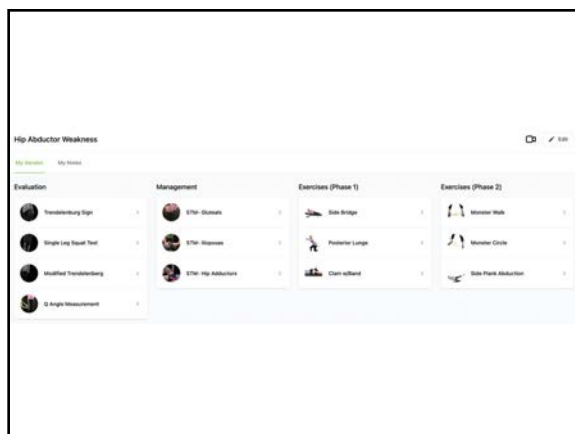 Hip Abductor Weakness
Edit
My Version
My Notes
Evaluation
Trendelenburg Sign
Single Leg Squat Test
Modified Trendelenberg
Q Angle Measurement
Management
STM- Gluteals
STM- Iliopsoas
STM- Hip Adductors
Exercises (Phase 1)
Side Bridge
Posterior Lunge
Clam w/Band
Exercises (Phase 2)
Monster Walk
Monster Circle
Side Plank Abduction